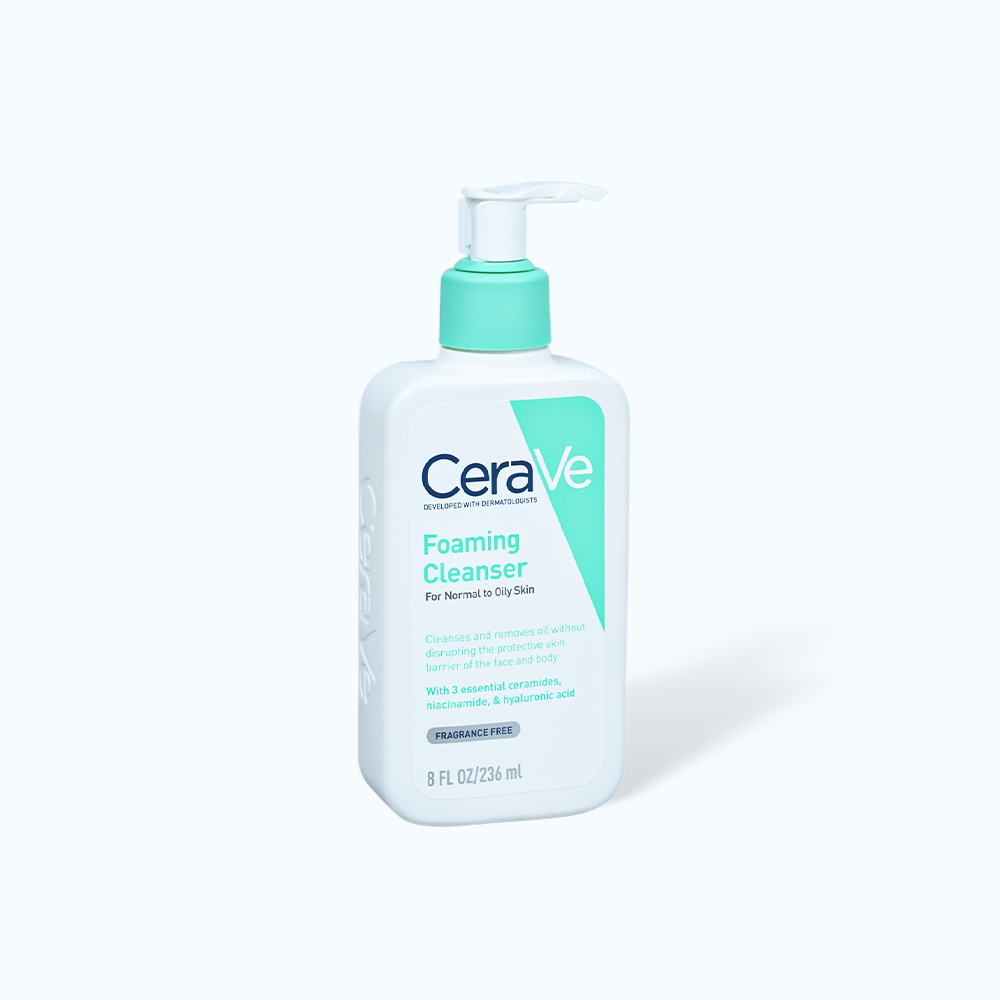 CeraVe
DEVELOPED WITH DERMATOLOGISTS
Foaming
Cleanser
For Normal to Oily Skin
Cleanses and removes oil without
disrupting the protective skin
barrier of the face and body
With 3 essential ceramides,
niacinamide, & hyaluronic acid
FRAGRANCE FREE
8 FL OZ/236 ml
CeraVe